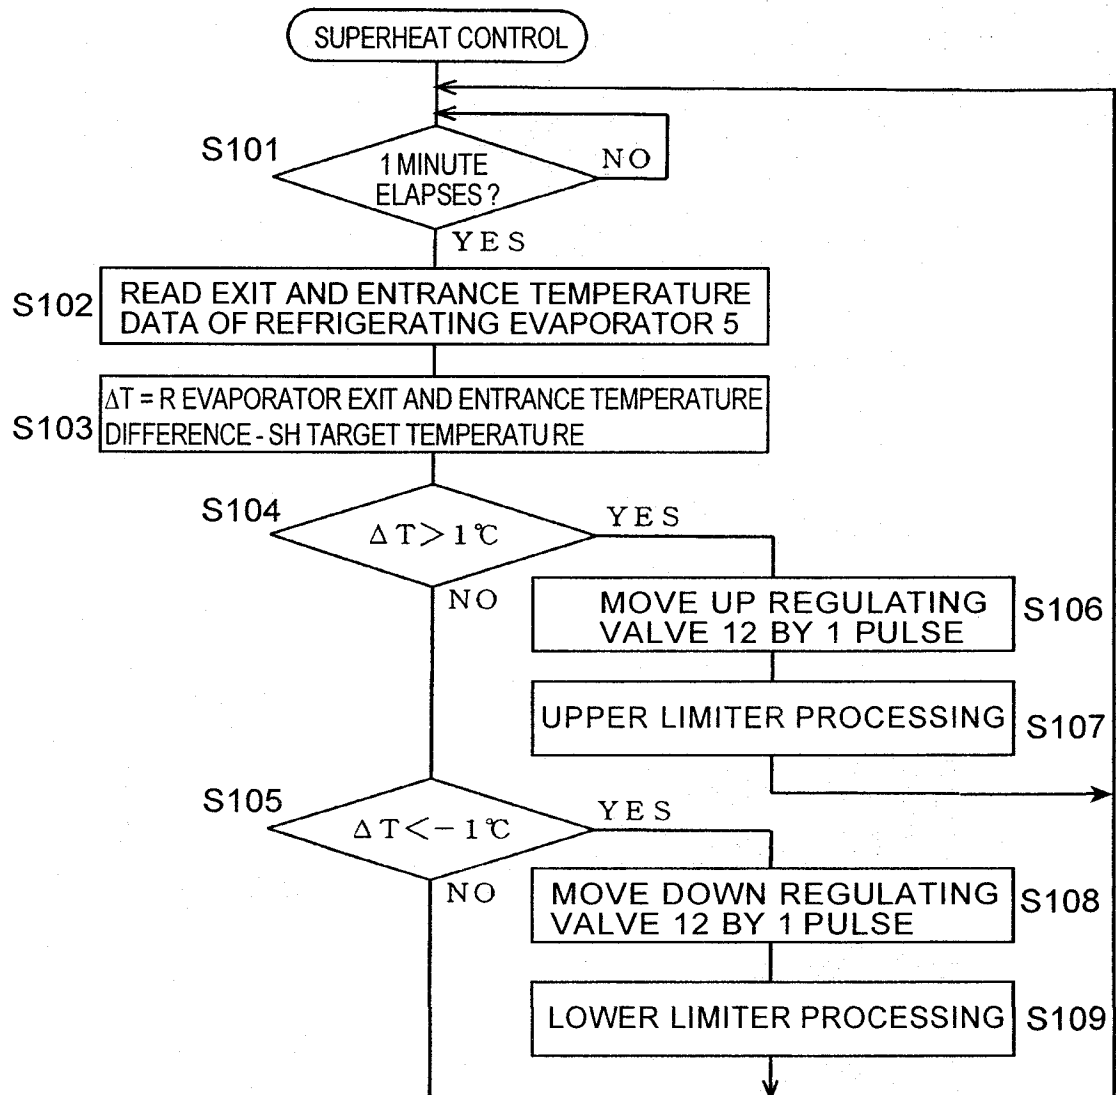 SUPERHEAT CONTROL
S101
1 MINUTE
ELAPSES ?
NO
YES
S102
READ EXIT AND ENTRANCE TEMPERATURE
DATA OF REFRIGERATING EVAPORATOR 5
S103
ΔT = R EVAPORATOR EXIT AND ENTRANCE TEMPERATURE
DIFFERENCE - SH TARGET TEMPERATURE
S104
ΔT > 1℃
YES
NO
MOVE UP REGULATING
VALVE 12 BY 1 PULSE
S106
UPPER LIMITER PROCESSING
S107
S105
ΔT < - 1℃
YES
NO
MOVE DOWN REGULATING
VALVE 12 BY 1 PULSE
S108
LOWER LIMITER PROCESSING
S109